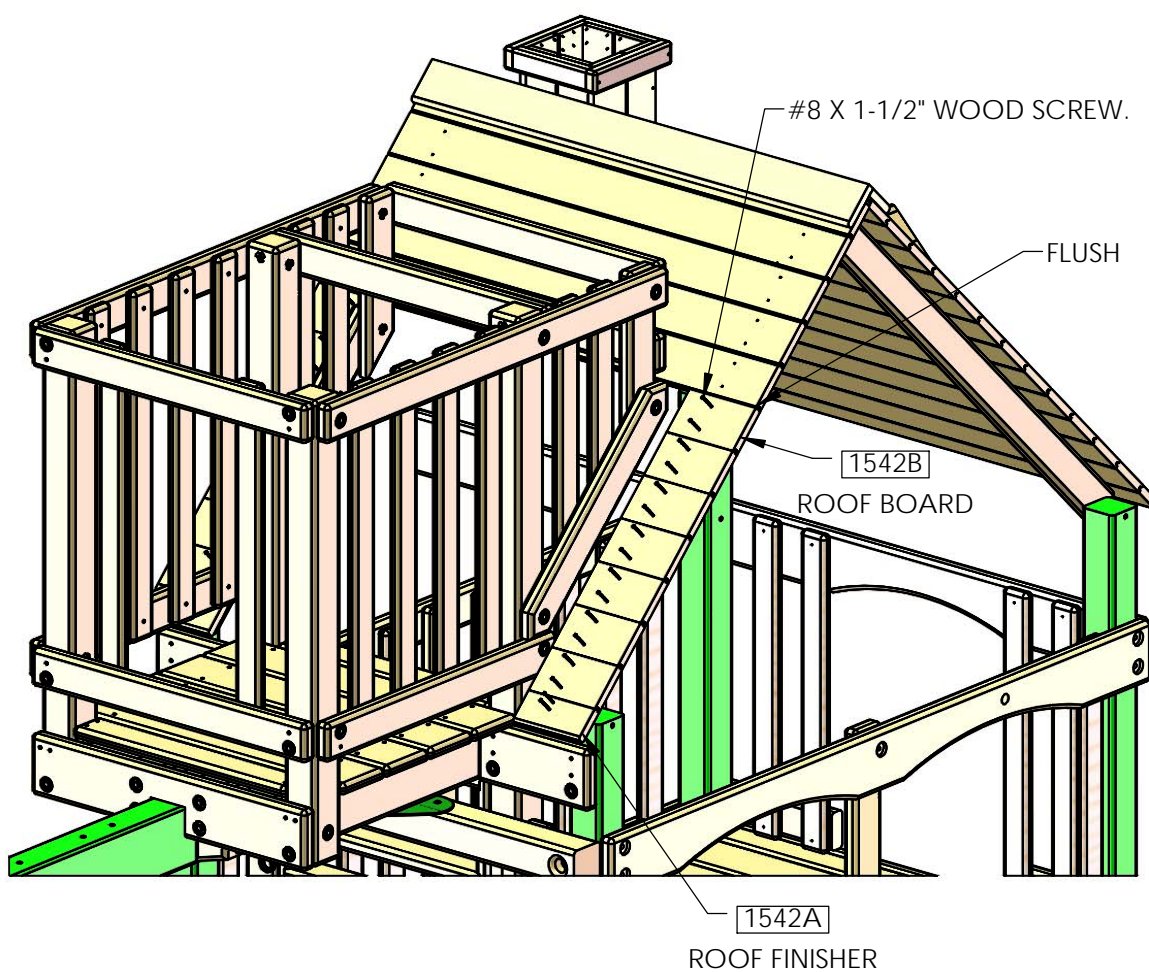 #8 X 1-1/2" WOOD SCREW.
FLUSH
1542B
ROOF BOARD
1542A
ROOF FINISHER